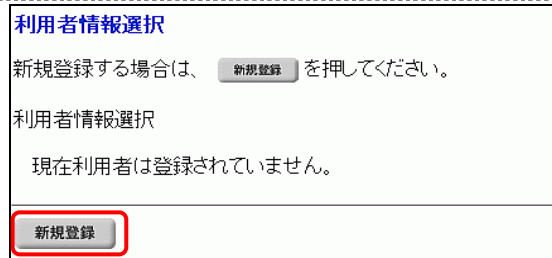 利用者情報選択
新規登録する場合は、 新規登録 を押してください。
利用者情報選択
現在利用者は登録されていません。
新規登録